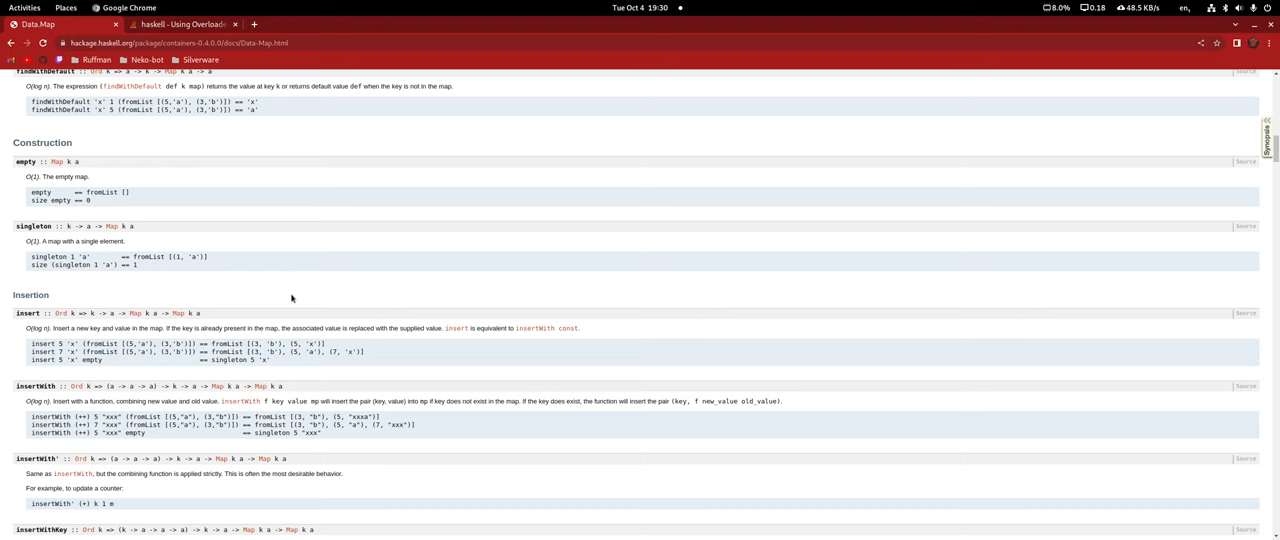 Activities Places Google Chrome Tue Oct 4 19:30 8.0% 0.18 48.5 KB/s en,
Data.Map haskell - Using Overloade
hackage.haskell.org/package/containers-0.4.0.0/docs/Data-Map.html
Ruffman Neko-bot Silverware
findWithDefault :: Ord k => a -> k -> Map k a -> a Source
O(log n). The expression (findWithDefault def k map) returns the value at key k or returns default value def when the key is not in the map.
findWithDefault 'x' 1 (fromList [(5,'a'), (3,'b')]) == 'x'
findWithDefault 'x' 5 (fromList [(5,'a'), (3,'b')]) == 'a'
Construction
Synopsis
empty :: Map k a Source
O(1). The empty map.
empty == fromList []
size empty == 0
singleton :: k -> a -> Map k a Source
O(1). A map with a single element.
singleton 1 'a' == fromList [(1, 'a')]
size (singleton 1 'a') == 1
Insertion
insert :: Ord k => k -> a -> Map k a -> Map k a Source
O(log n). Insert a new key and value in the map. If the key is already present in the map, the associated value is replaced with the supplied value. insert is equivalent to insertWith const.
insert 5 'x' (fromList [(5,'a'), (3,'b')]) == fromList [(3, 'b'), (5, 'x')]
insert 7 'x' (fromList [(5,'a'), (3,'b')]) == fromList [(3, 'b'), (5, 'a'), (7, 'x')]
insert 5 'x' empty == singleton 5 'x'
insertWith :: Ord k => (a -> a -> a) -> k -> a -> Map k a -> Map k a Source
O(log n). Insert with a function, combining new value and old value. insertWith f key value mp will insert the pair (key, value) into mp if key does not exist in the map. If the key does exist, the function will insert the pair (key, f new_value old_value).
insertWith (++) 5 "xxx" (fromList [(5,"a"), (3,"b")]) == fromList [(3, "b"), (5, "xxxa")]
insertWith (++) 7 "xxx" (fromList [(5,"a"), (3,"b")]) == fromList [(3, "b"), (5, "a"), (7, "xxx")]
insertWith (++) 5 "xxx" empty == singleton 5 "xxx"
insertWith' :: Ord k => (a -> a -> a) -> k -> a -> Map k a -> Map k a Source
Same as insertWith, but the combining function is applied strictly. This is often the most desirable behavior.
For example, to update a counter:
insertWith' (+) k 1 m
insertWithKey :: Ord k => (k -> a -> a -> a) -> k -> a -> Map k a -> Map k a Source